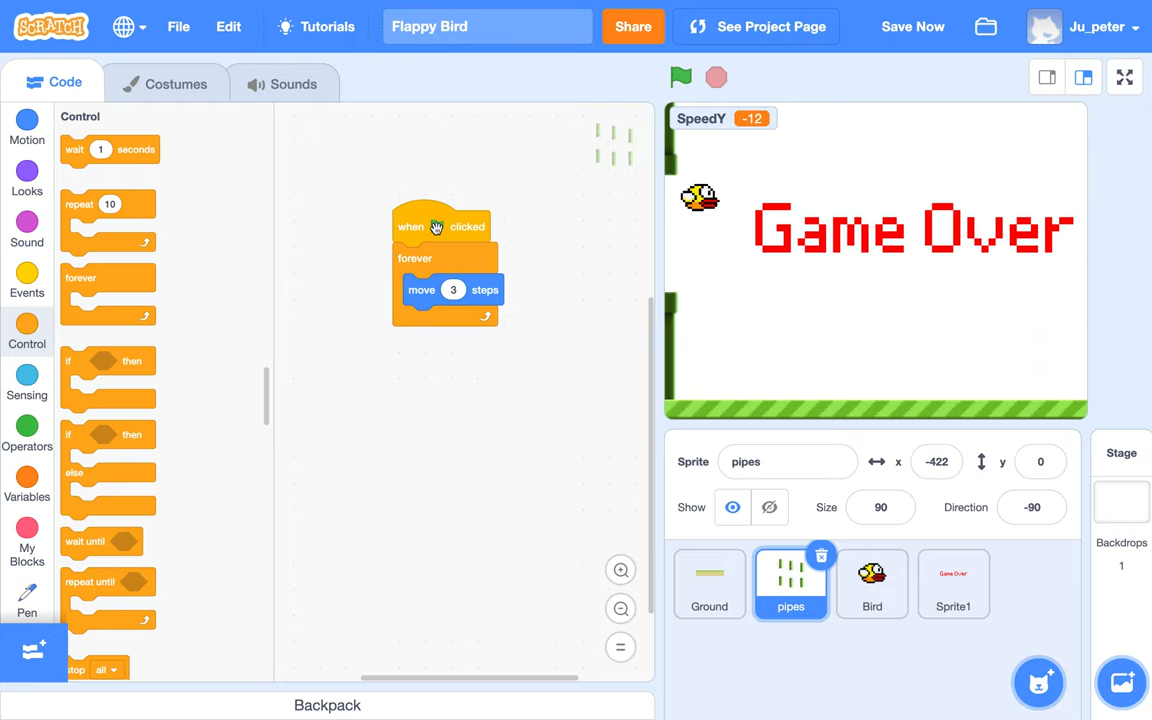 SCRATCH
File
Edit
Tutorials
Flappy Bird
Share
See Project Page
Save Now
Ju_peter
Code
Costumes
Sounds
Motion
Looks
Sound
Events
Control
Sensing
Operators
Variables
My
Blocks
Pen
Control
wait 1 seconds
repeat 10
forever
if then
if then
else
wait until
repeat until
stop all
when clicked
forever
move 3 steps
SpeedY -12
Game Over
Sprite pipes x -422 y 0
Show Size 90 Direction -90
Ground
pipes
Bird
Game Over
Sprite1
Stage
Backdrops
1
Backpack